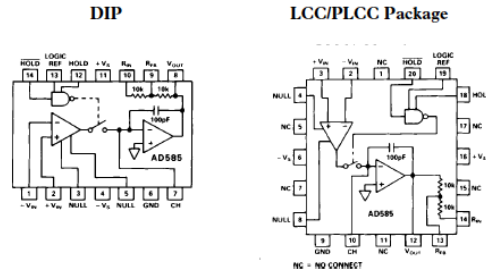 DIP
HOLD LOGIC REF HOLD +VS RIN RFB VOUT
14 13 12 11 10 9 8
10k 10k
100pF
AD585
1 2 3 4 5 6 7
-VIN +VIN NULL -VS NULL GND CH
LCC/PLCC Package
+VIN -VIN NC HOLD LOGIC REF
3 2 1 20 19
NULL 4
18 HOL
NC 5
17 NC
-VS 6
16 +VS
100pF
NC 7
15 NC
10k
10k
NULL 8
14 RIN
AD585
9 10 11 12 13
GND CH NC VOUT RFB
NC = NO CONNECT